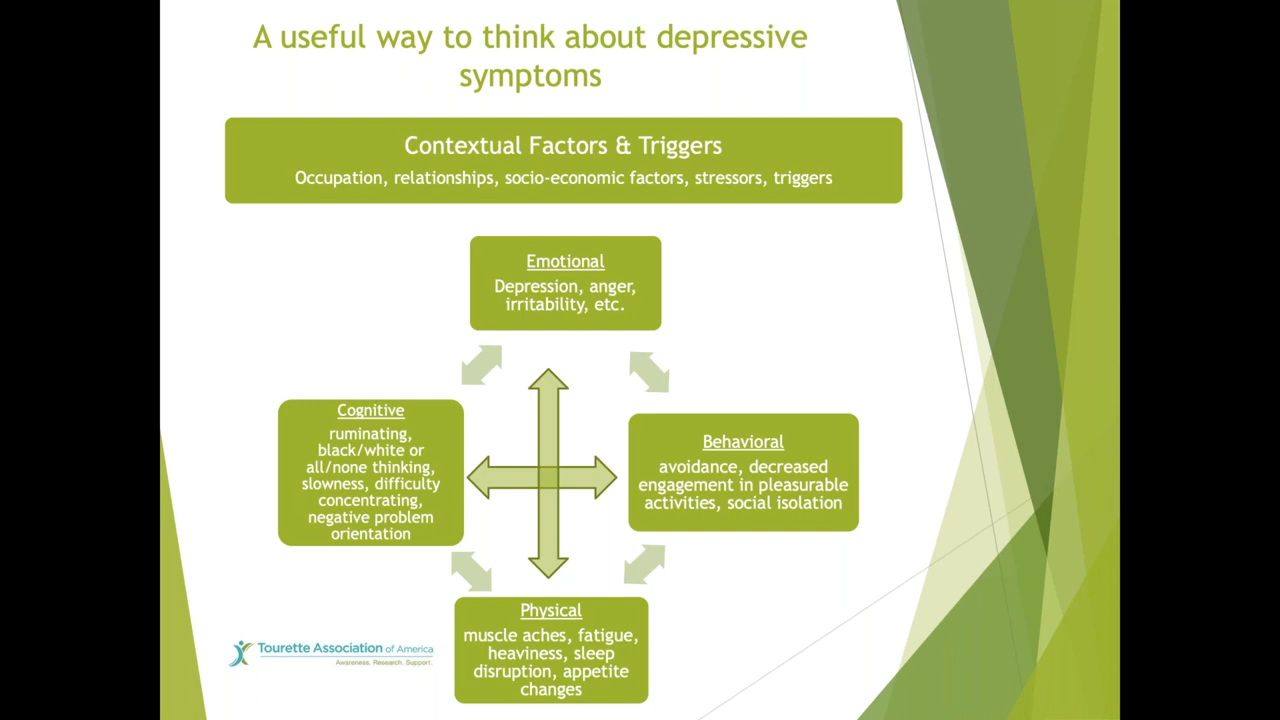 A useful way to think about depressive
symptoms
Contextual Factors & Triggers
Occupation, relationships, socio-economic factors, stressors, triggers
Emotional
Depression, anger,
irritability, etc.
Cognitive
ruminating,
black/white or
all/none thinking,
slowness, difficulty
concentrating,
negative problem
orientation
Behavioral
avoidance, decreased
engagement in pleasurable
activities, social isolation
Physical
muscle aches, fatigue,
heaviness, sleep
disruption, appetite
changes
Tourette Association of America
Awareness. Research. Support.